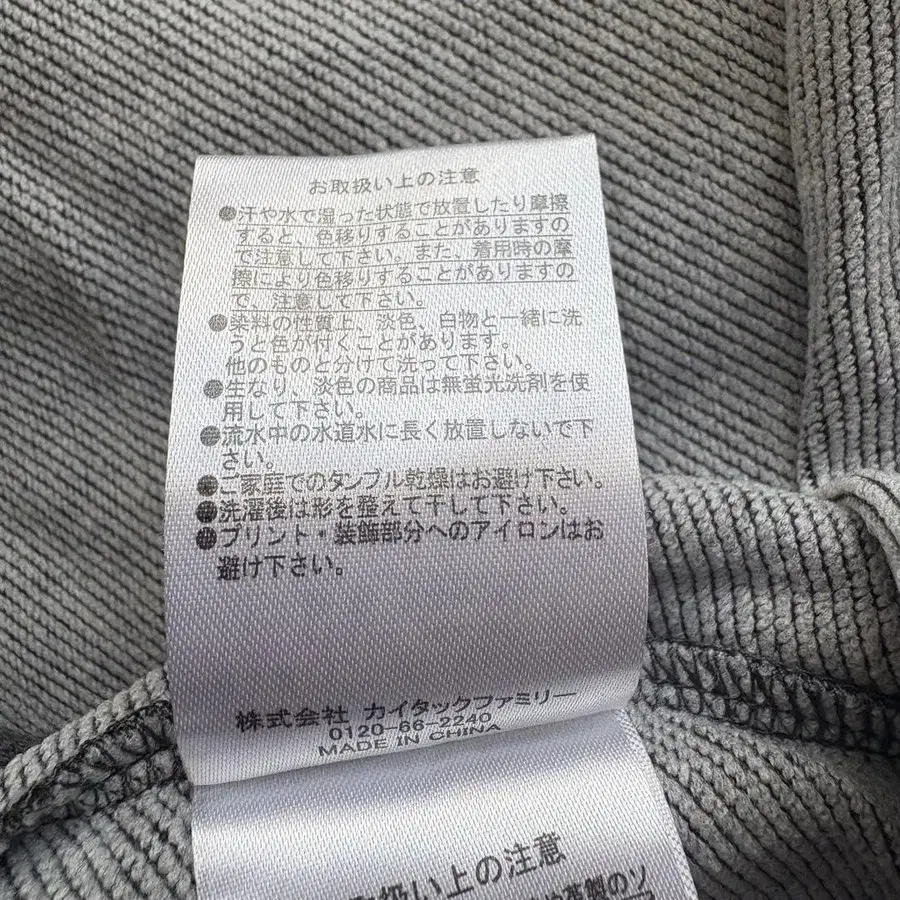 お取扱い上の注意
●汗や水で湿った状態で放置したり摩擦
すると、色移りすることがありますの
で注意して下さい。また、着用時の摩
擦により色移りすることがありますの
で、注意して下さい。
●染料の性質上、淡色、白物と一緒に洗
うと色が付くことがあります。
他のものと分けて洗って下さい。
●生なり、淡色の商品は無蛍光洗剤を使
用して下さい。
●流水中の水道水に長く放置しないで下
さい。
●ご家庭でのタンブル乾燥はお避け下さい。
●洗濯後は形を整えて干して下さい。
●プリント・装飾部分へのアイロンはお
避け下さい。
株式会社 カイタックファミリー
0120-66-2240
MADE IN CHINA
取扱い上の注意
革製のソ